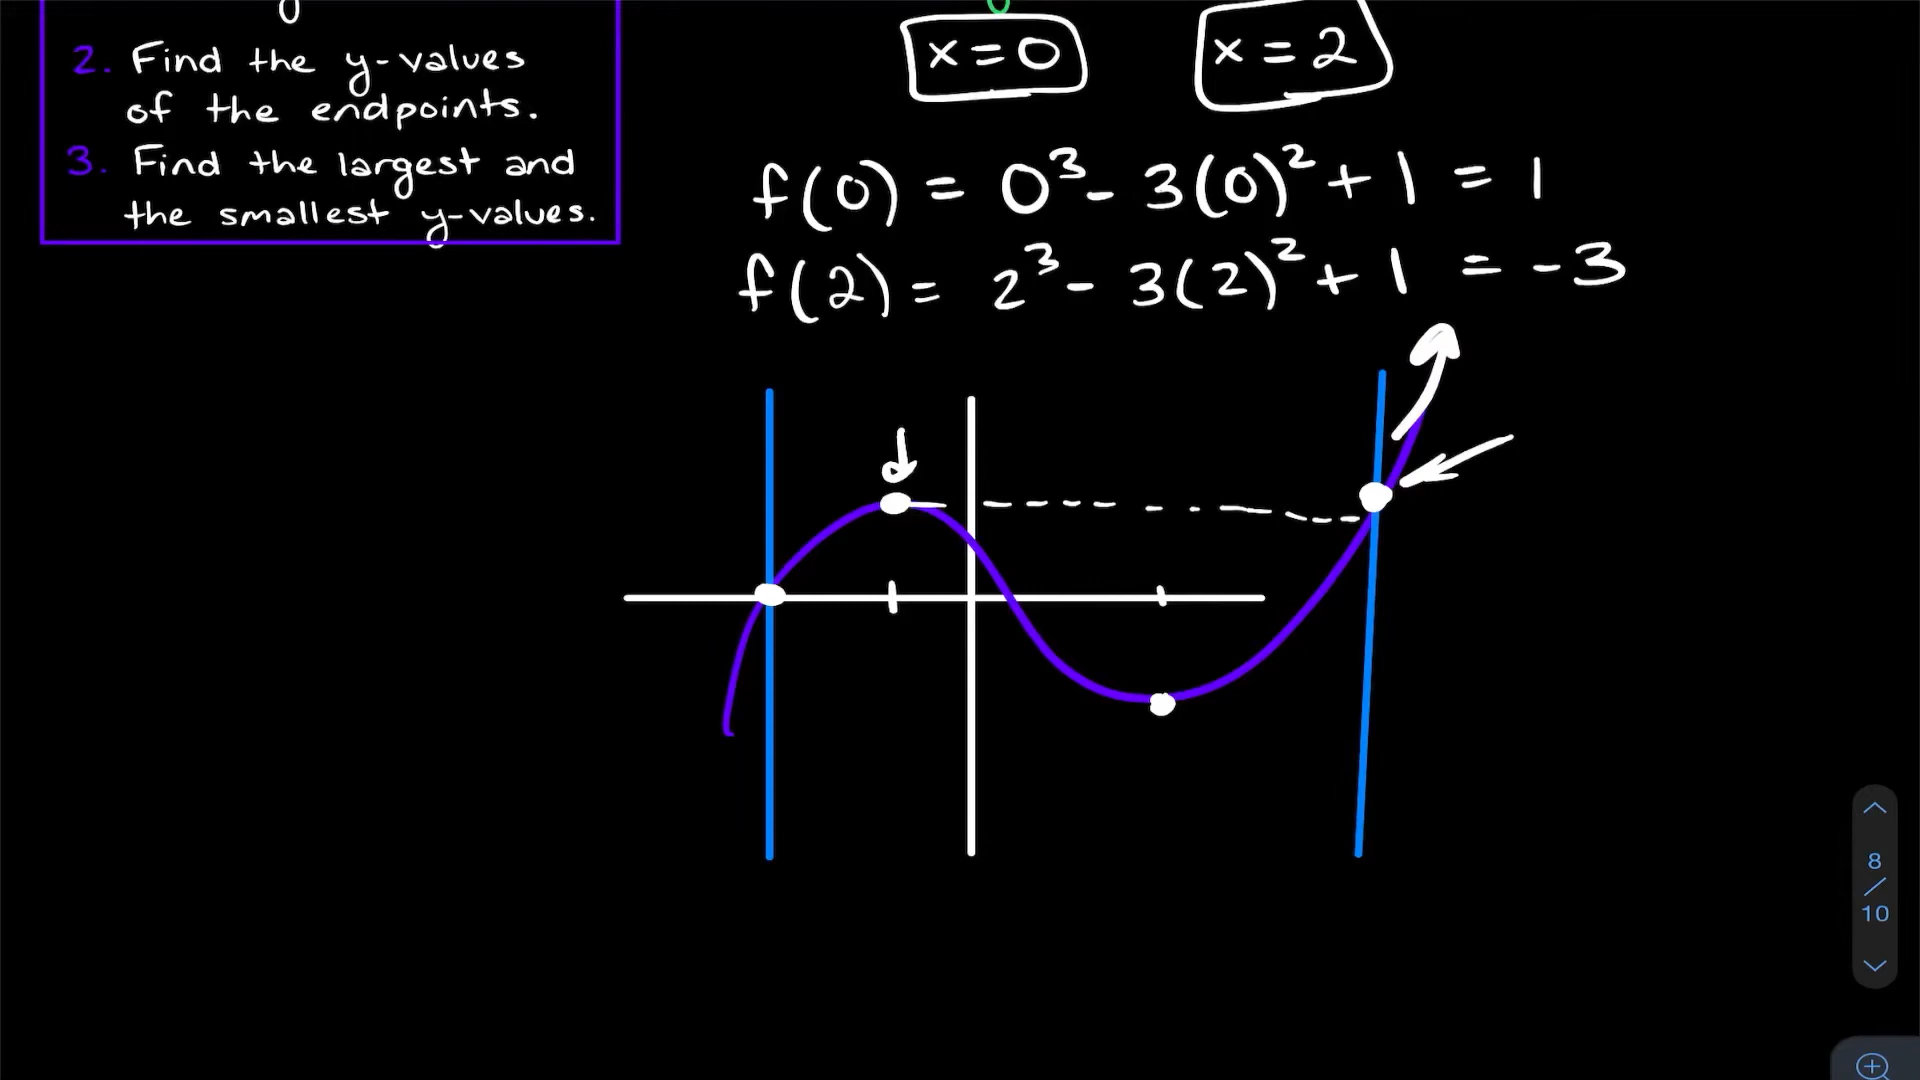 2. Find the y-values
of the endpoints.
3. Find the largest and
the smallest y-values.
x = 0
x = 2
f(0) = 0³ - 3(0)² + 1 = 1
f(2) = 2³ - 3(2)² + 1 = -3
8
/
10